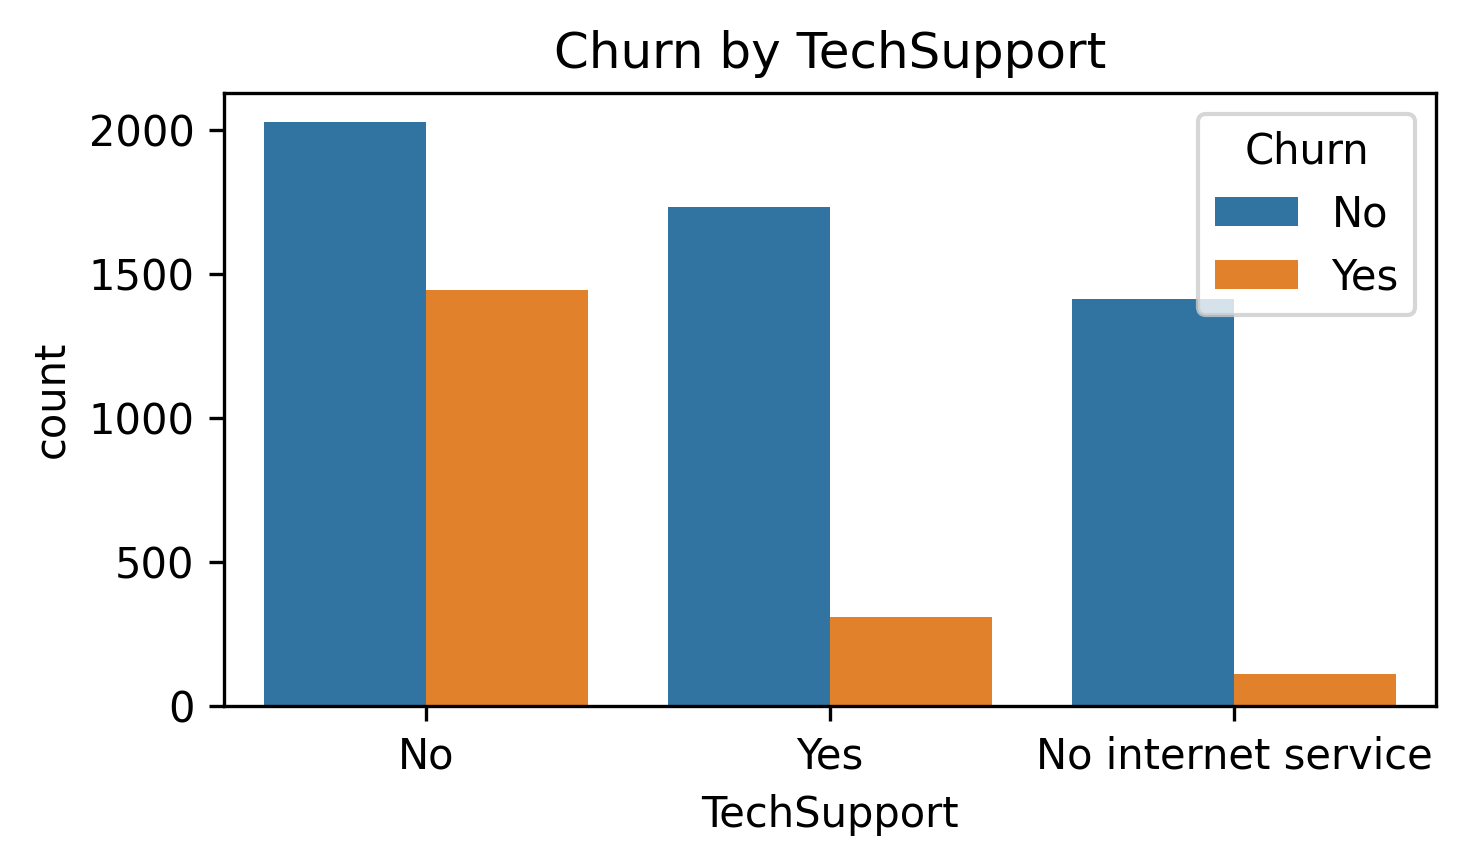 Churn by TechSupport
2000
1500
1000
500
0
count
Churn
No
Yes
No
Yes
No internet service
TechSupport